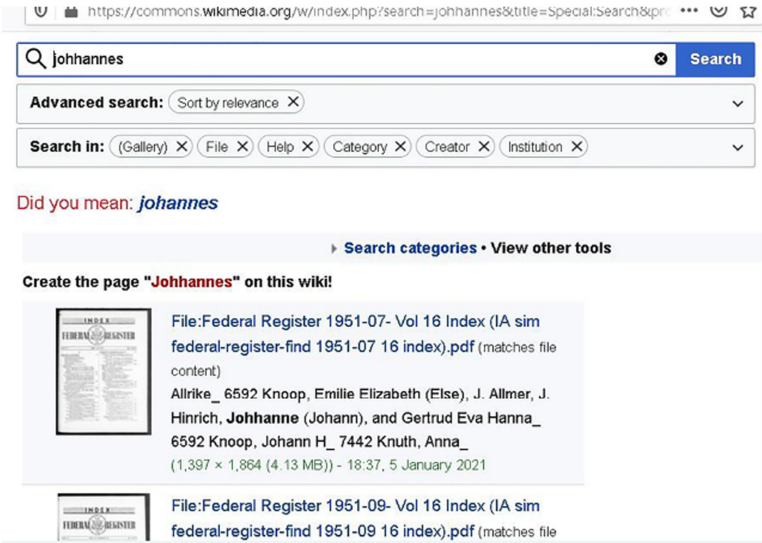 https://commons.wikimedia.org/w/index.php?search=johhannes&title=Special:Search&pro
johhannes
Search
Advanced search: Sort by relevance
Search in: (Gallery) File Help Category Creator Institution
Did you mean: johannes
Search categories • View other tools
Create the page "Johhannes" on this wiki!
INDEX
FEDERAL REGISTER
File:Federal Register 1951-07- Vol 16 Index (IA sim
federal-register-find 1951-07 16 index).pdf (matches file
content)
Allrike_ 6592 Knoop, Emilie Elizabeth (Else), J. Allmer, J.
Hinrich, Johhanne (Johann), and Gertrud Eva Hanna_
6592 Knoop, Johann H_ 7442 Knuth, Anna_
(1,397 × 1,864 (4.13 MB)) - 18:37, 5 January 2021
INDEX
FEDERAL REGISTER
File:Federal Register 1951-09- Vol 16 Index (IA sim
federal-register-find 1951-09 16 index).pdf (matches file